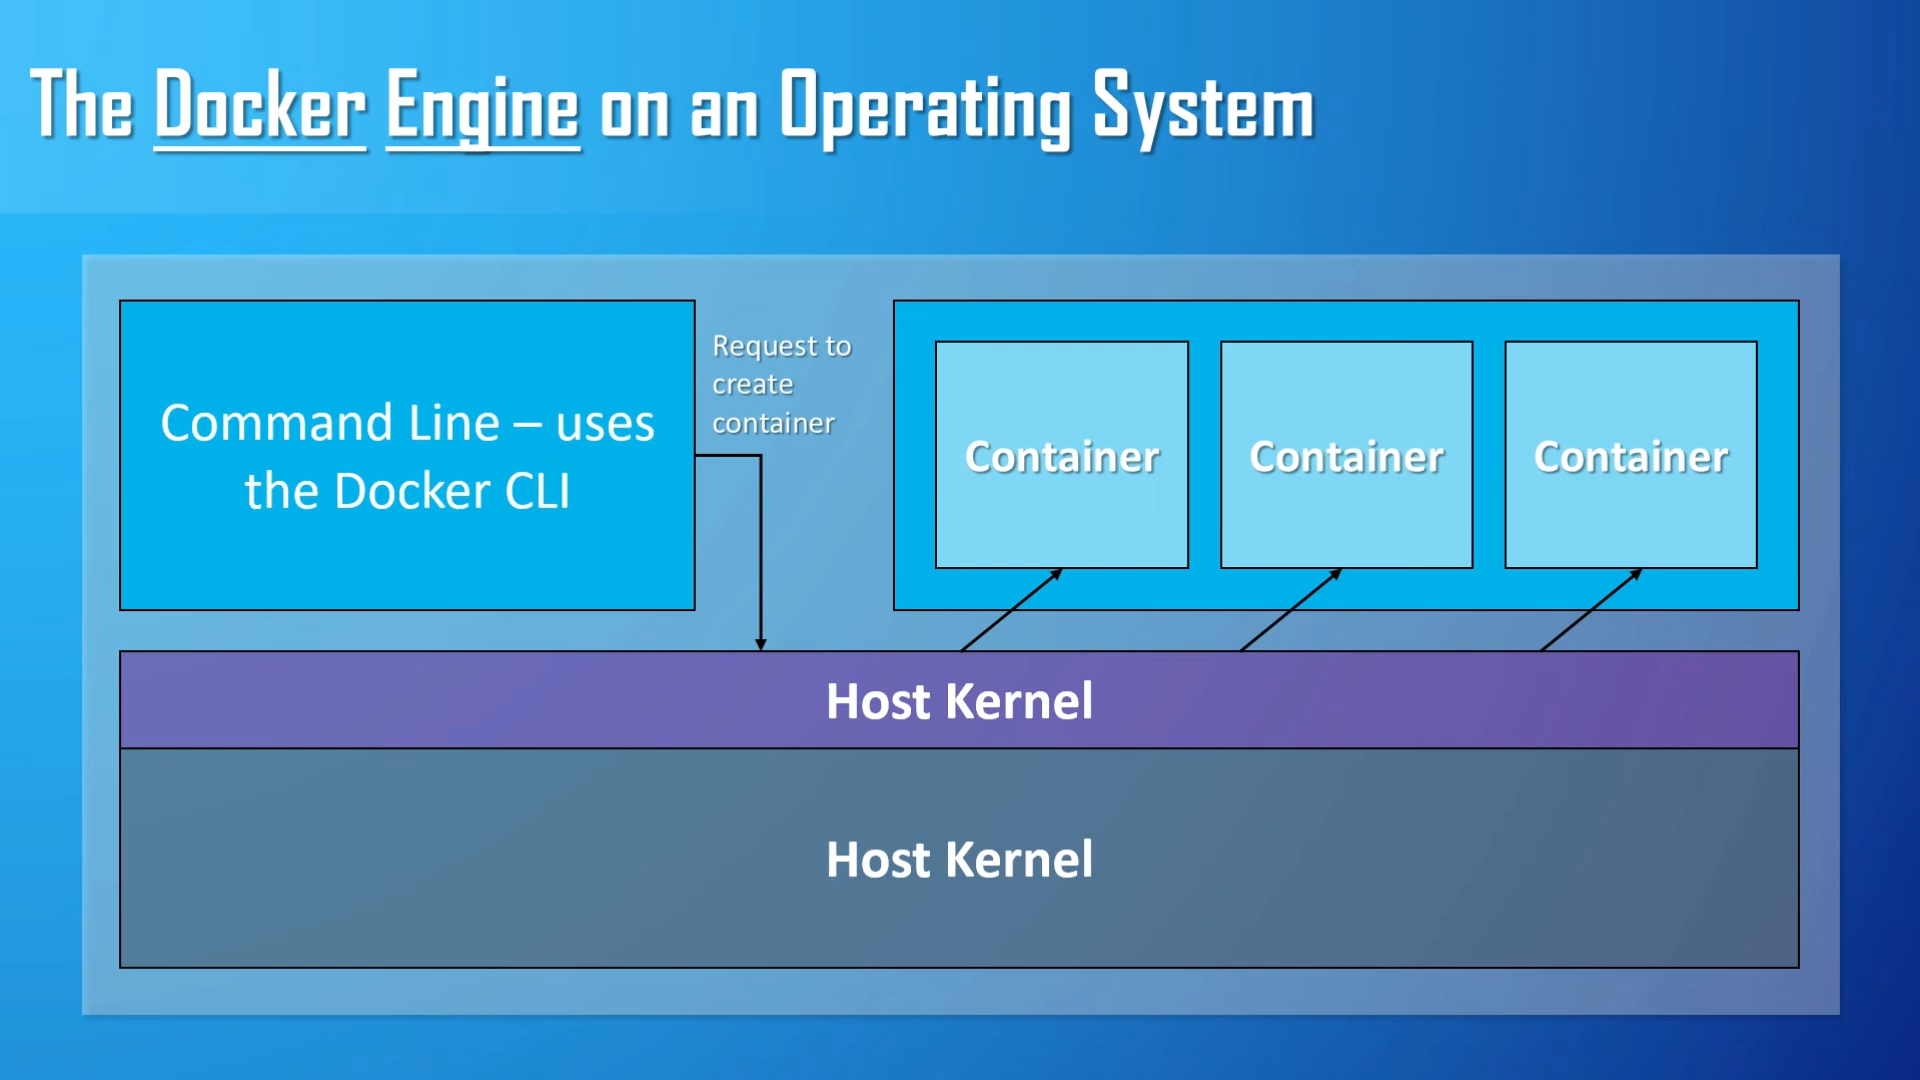 The Docker Engine on an Operating System
Command Line – uses
the Docker CLI
Request to
create
container
Container
Container
Container
Host Kernel
Host Kernel